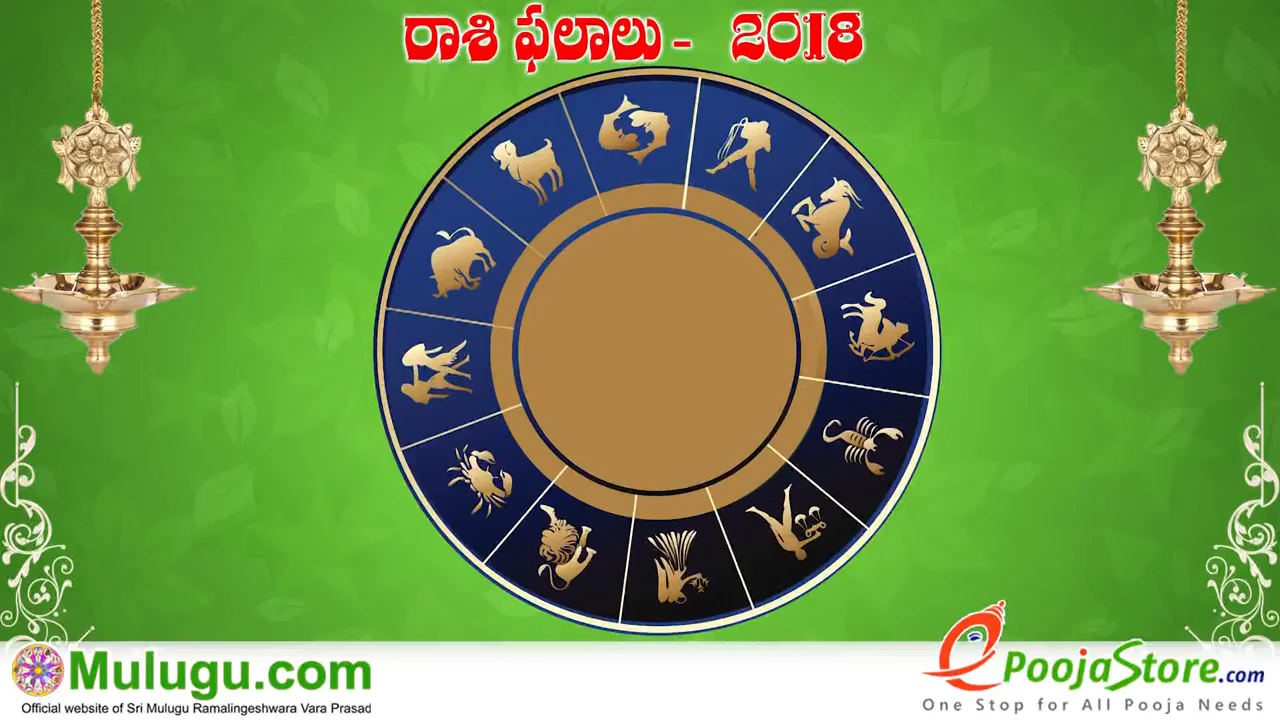 రాశి ఫలాలు - 2018
Mulugu.com
Official website of Sri Mulugu Ramalingeshwara Vara Prasad
ePoojaStore.com
One Stop for All Pooja Needs